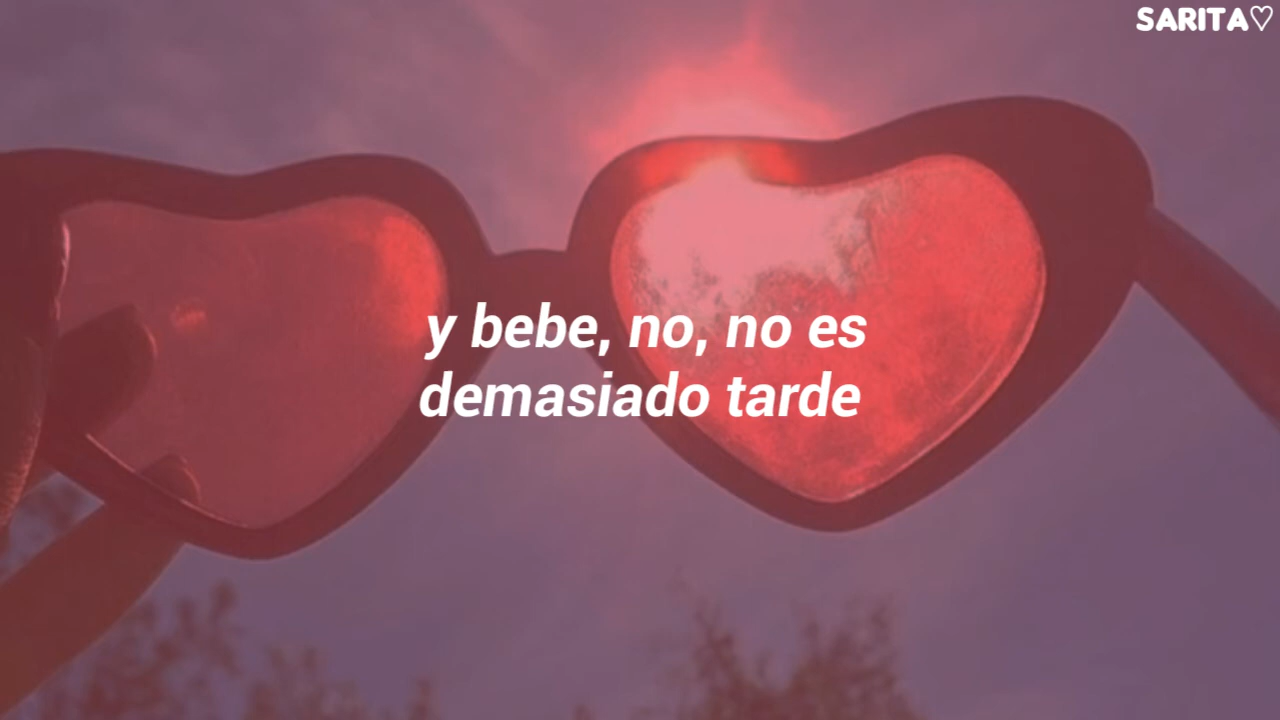 SARITA♡
y bebe, no, no es
demasiado tarde